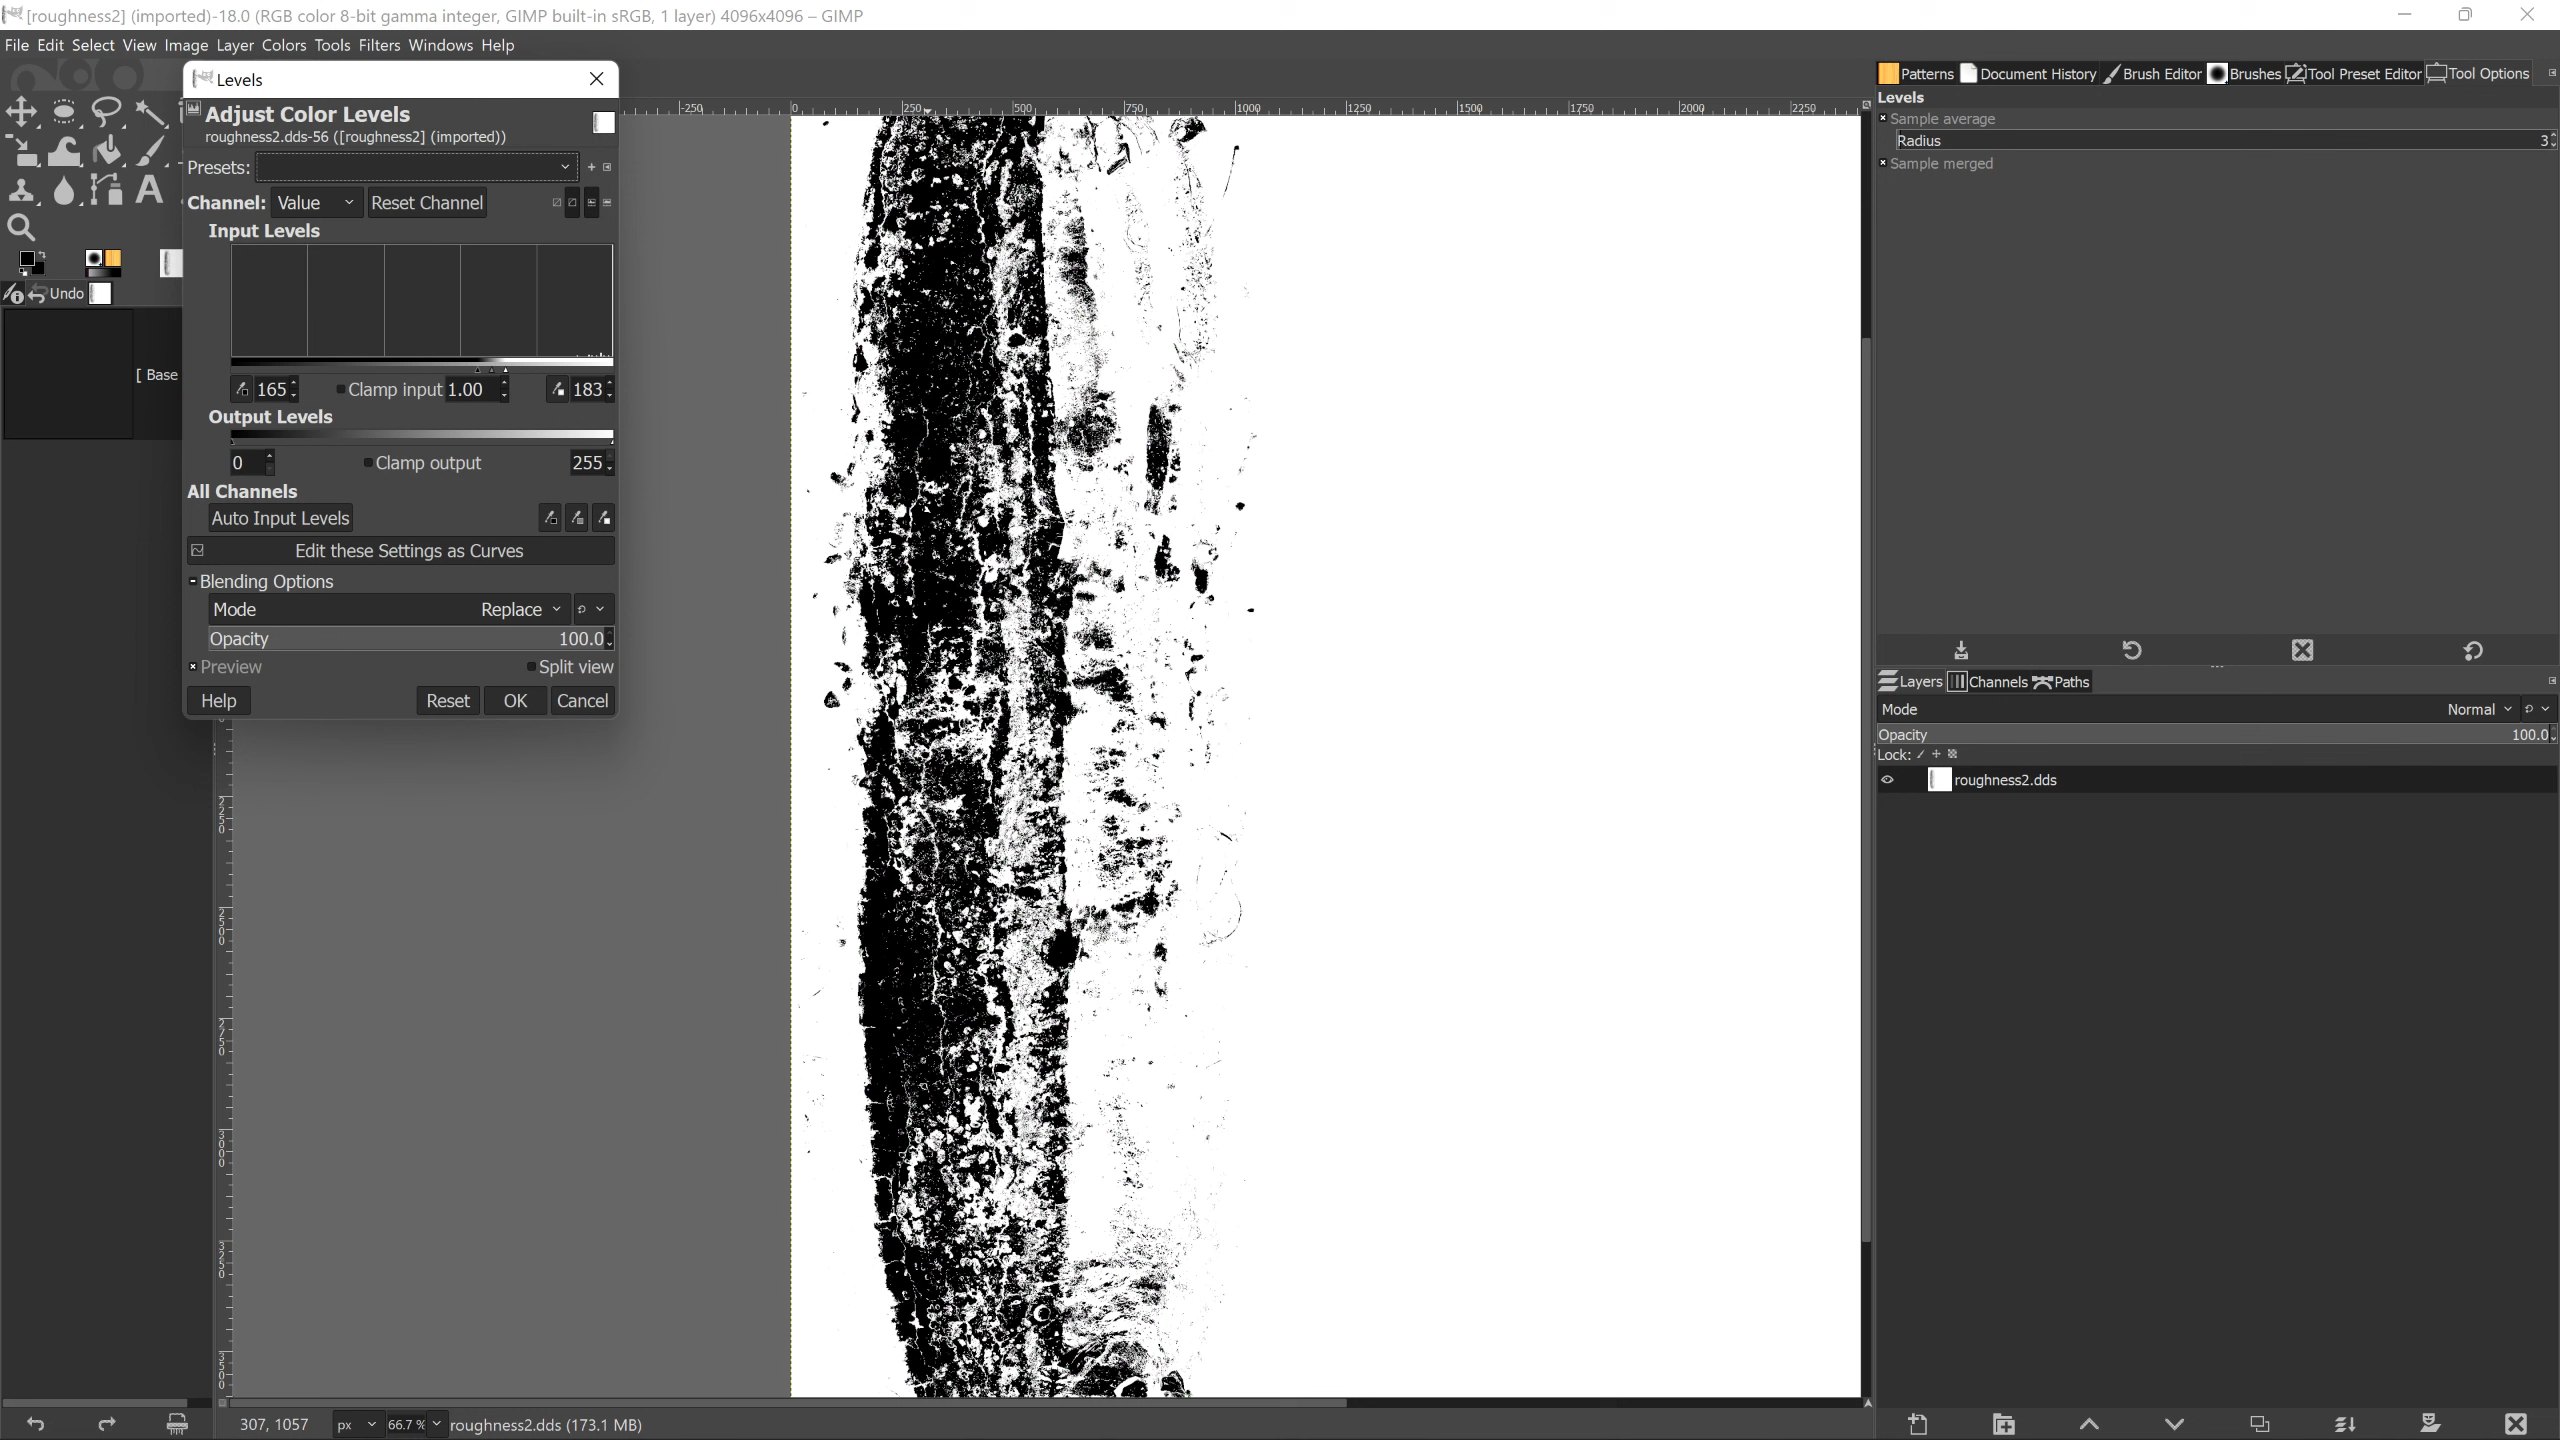 [roughness2] (imported)-18.0 (RGB color 8-bit gamma integer, GIMP built-in sRGB, 1 layer) 4096x4096 – GIMP
File Edit Select View Image Layer Colors Tools Filters Windows Help
Levels
Adjust Color Levels
roughness2.dds-56 ([roughness2] (imported))
Presets:
Channel: Value Reset Channel
Input Levels
165 Clamp input 1.00 183
Output Levels
0 Clamp output 255
All Channels
Auto Input Levels
Edit these Settings as Curves
Blending Options
Mode Replace
Opacity 100.0
Preview Split view
Help Reset OK Cancel
Undo
[ Base
-250 0 250 500 750 1000 1250 1500 1750 2000 2250
2250
2500
2750
3000
3250
3500
307, 1057 px 66.7 % roughness2.dds (173.1 MB)
Patterns Document History Brush Editor Brushes Tool Preset Editor Tool Options
Levels
Sample average
Radius 3
Sample merged
Layers Channels Paths
Mode Normal
Opacity 100.0
Lock:
roughness2.dds